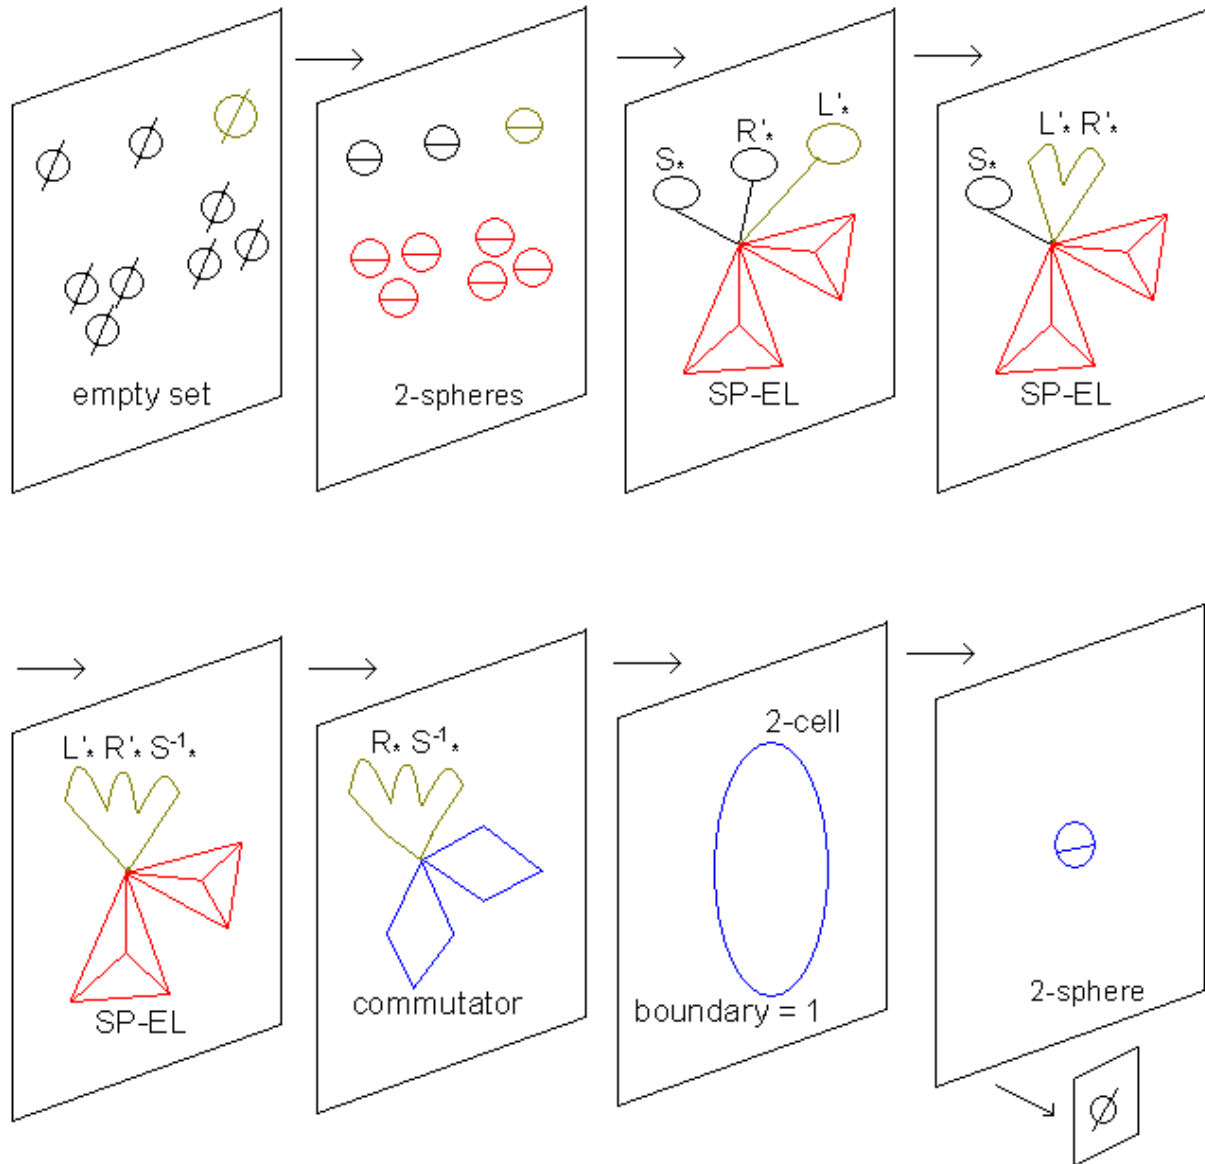 empty set
2-spheres
S* R'* L'*
SP-EL
L'* R'*
S*
SP-EL
L'* R'* S⁻¹*
SP-EL
R* S⁻¹*
commutator
2-cell
boundary = 1
2-sphere